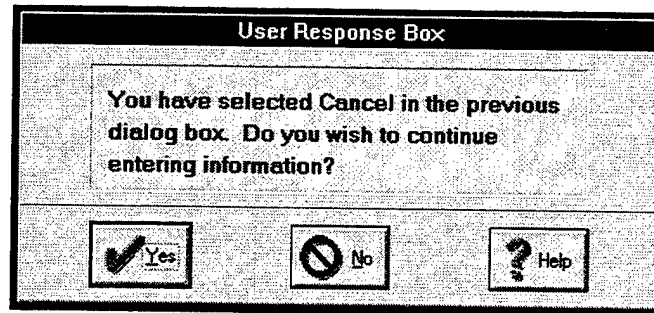 User Response Box
You have selected Cancel in the previous
dialog box. Do you wish to continue
entering information?
Yes
No
Help